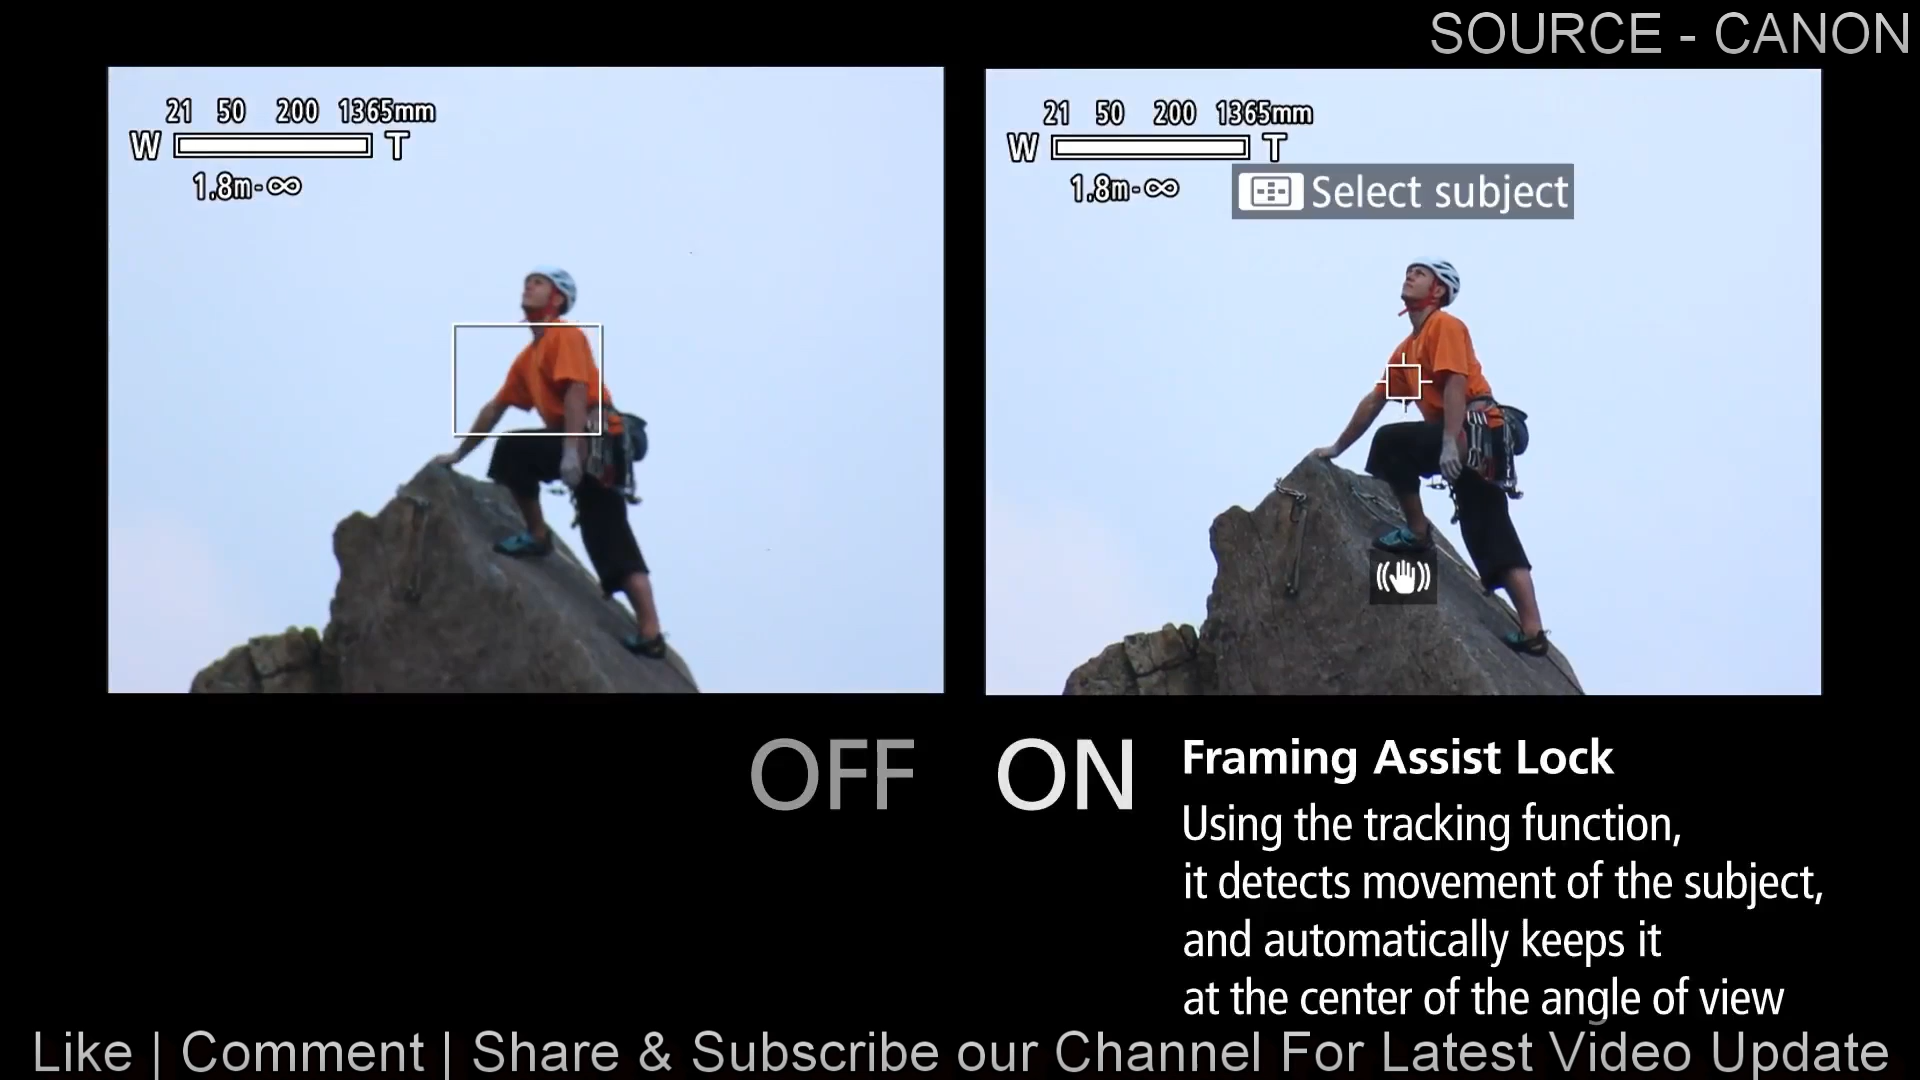 SOURCE - CANON
21 50 200 1365mm
W T
1.8m-∞
21 50 200 1365mm
W T
1.8m-∞
Select subject
OFF
ON
Framing Assist Lock
Using the tracking function,
it detects movement of the subject,
and automatically keeps it
at the center of the angle of view
Like | Comment | Share & Subscribe our Channel For Latest Video Update